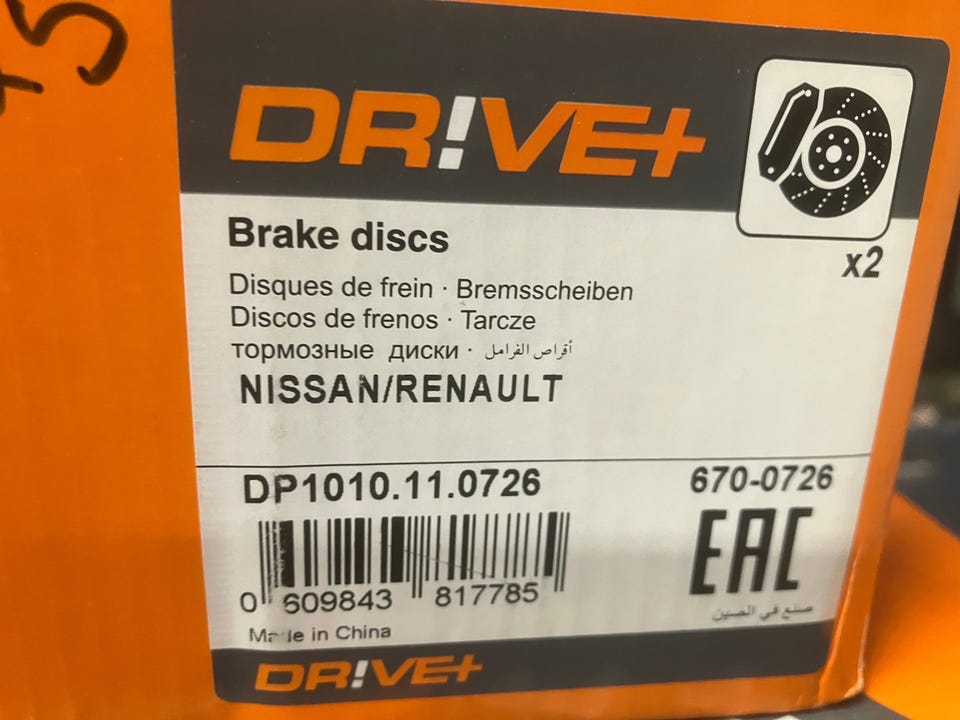 DR!VE+
x2
Brake discs
Disques de frein · Bremsscheiben
Discos de frenos · Tarcze
тормозные диски · أقراص الفرامل
NISSAN/RENAULT
DP1010.11.0726
670-0726
EAC
0 609843 817785
صنع في الصين
Made in China
DR!VE+